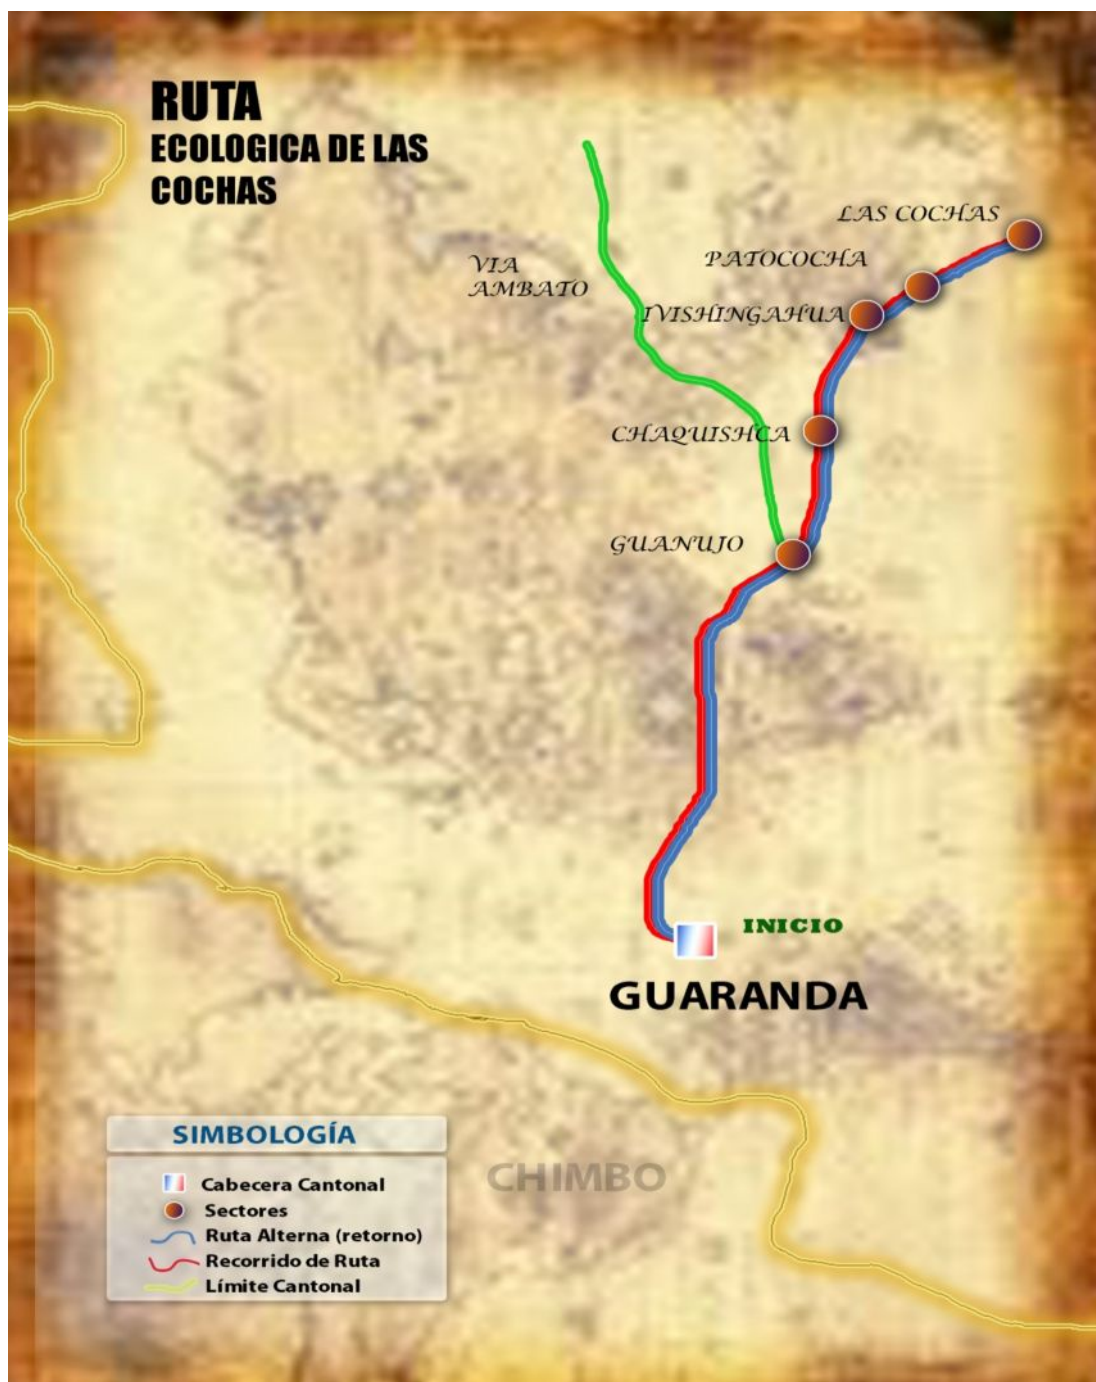 RUTA
ECOLOGICA DE LAS
COCHAS
LAS COCHAS
PATOCOCHA
VIA
AMBATO
IVISHINGAHUA
CHAQUISHCA
GUANUJO
INICIO
GUARANDA
CHIMBO
SIMBOLOGÍA
Cabecera Cantonal
Sectores
Ruta Alterna (retorno)
Recorrido de Ruta
Límite Cantonal